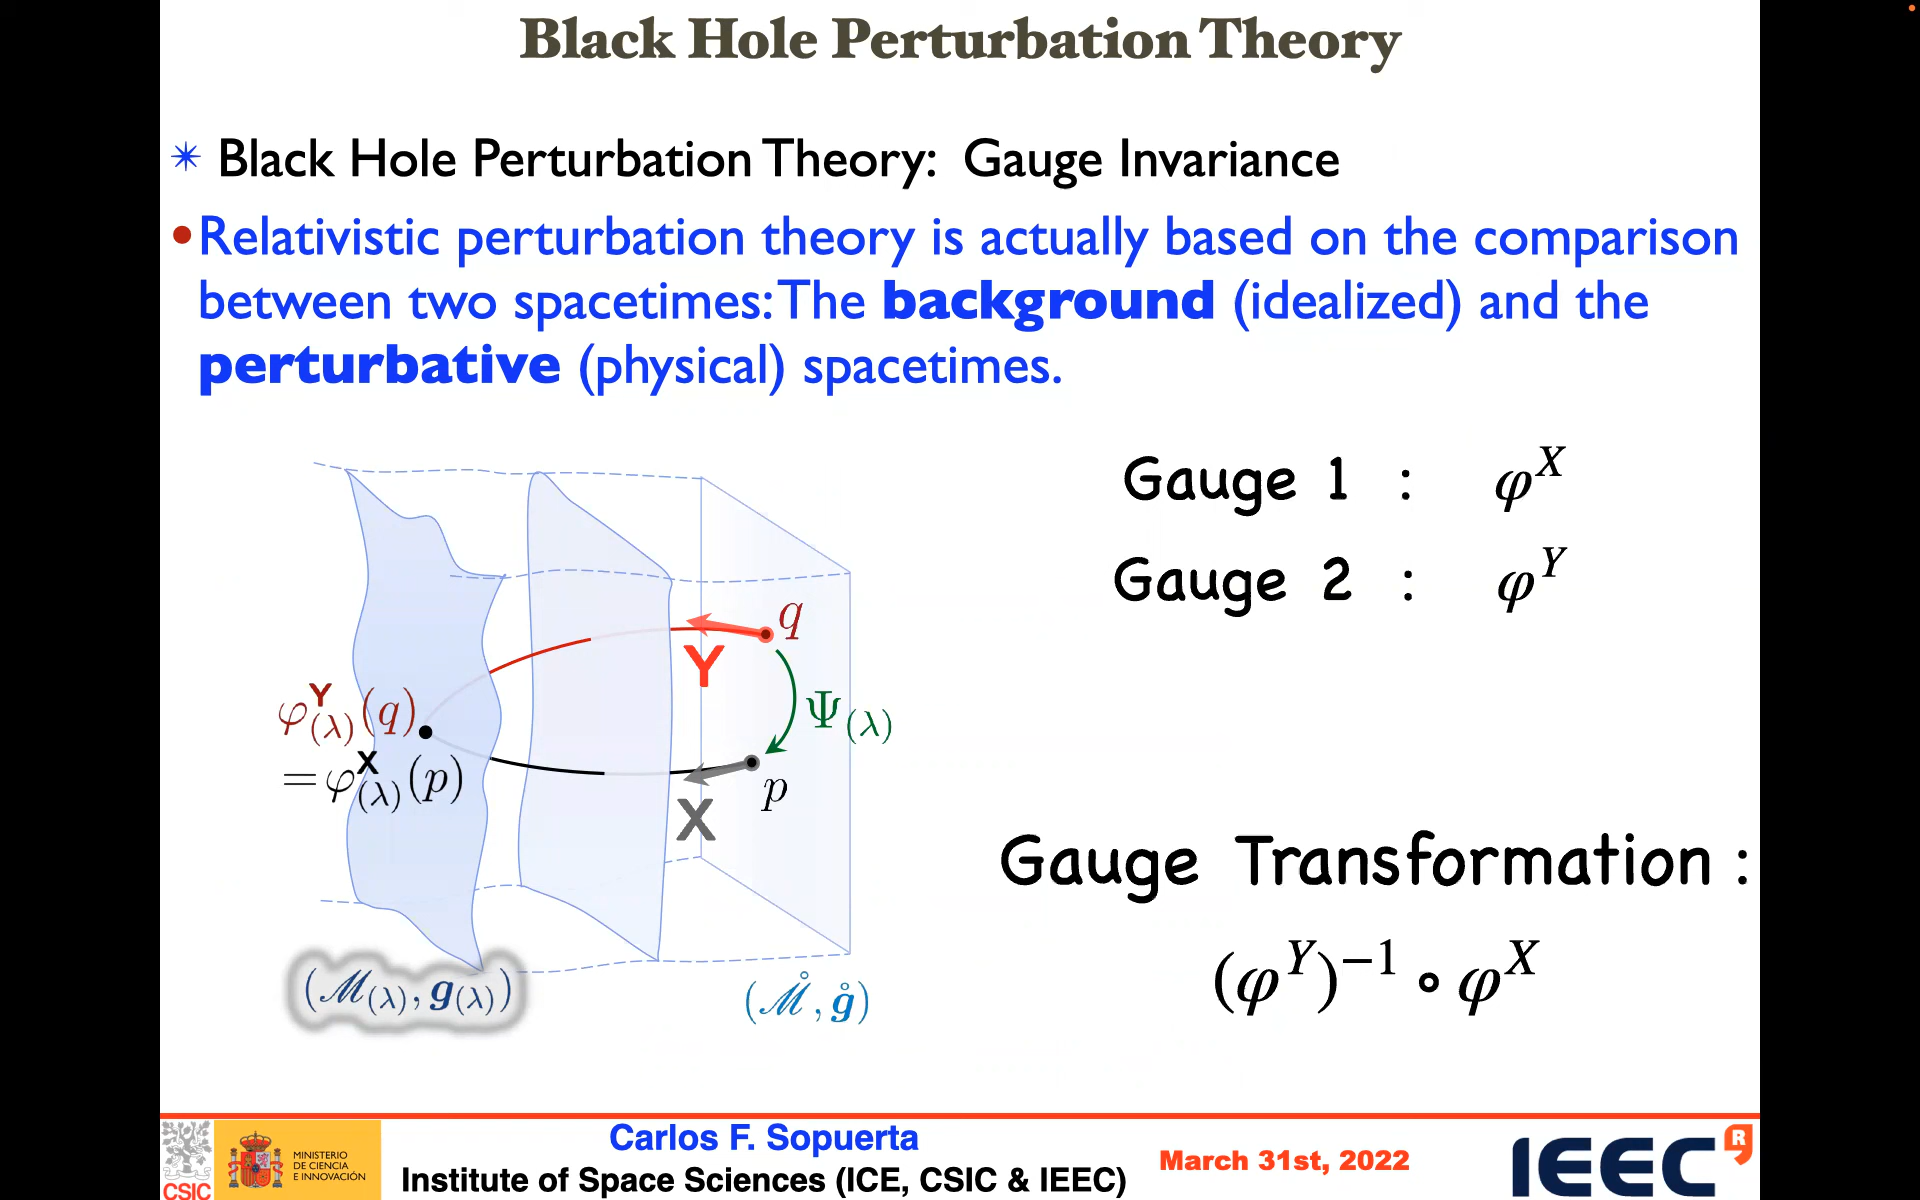 Black Hole Perturbation Theory
✴ Black Hole Perturbation Theory: Gauge Invariance
• Relativistic perturbation theory is actually based on the comparison
between two spacetimes: The background (idealized) and the
perturbative (physical) spacetimes.
Gauge 1 : φ^X
Gauge 2 : φ^Y
q
Y
Ψ_(λ)
φ^Y_(λ)(q)
=φ^X_(λ)(p)
p
X
Gauge Transformation :
(φ^Y)^−1 ∘ φ^X
(ℳ_(λ), g_(λ))
(ℳ̊, g̊)
CSIC
MINISTERIO
DE CIENCIA
E INNOVACIÓN
Carlos F. Sopuerta
Institute of Space Sciences (ICE, CSIC & IEEC)
March 31st, 2022
IEEC R